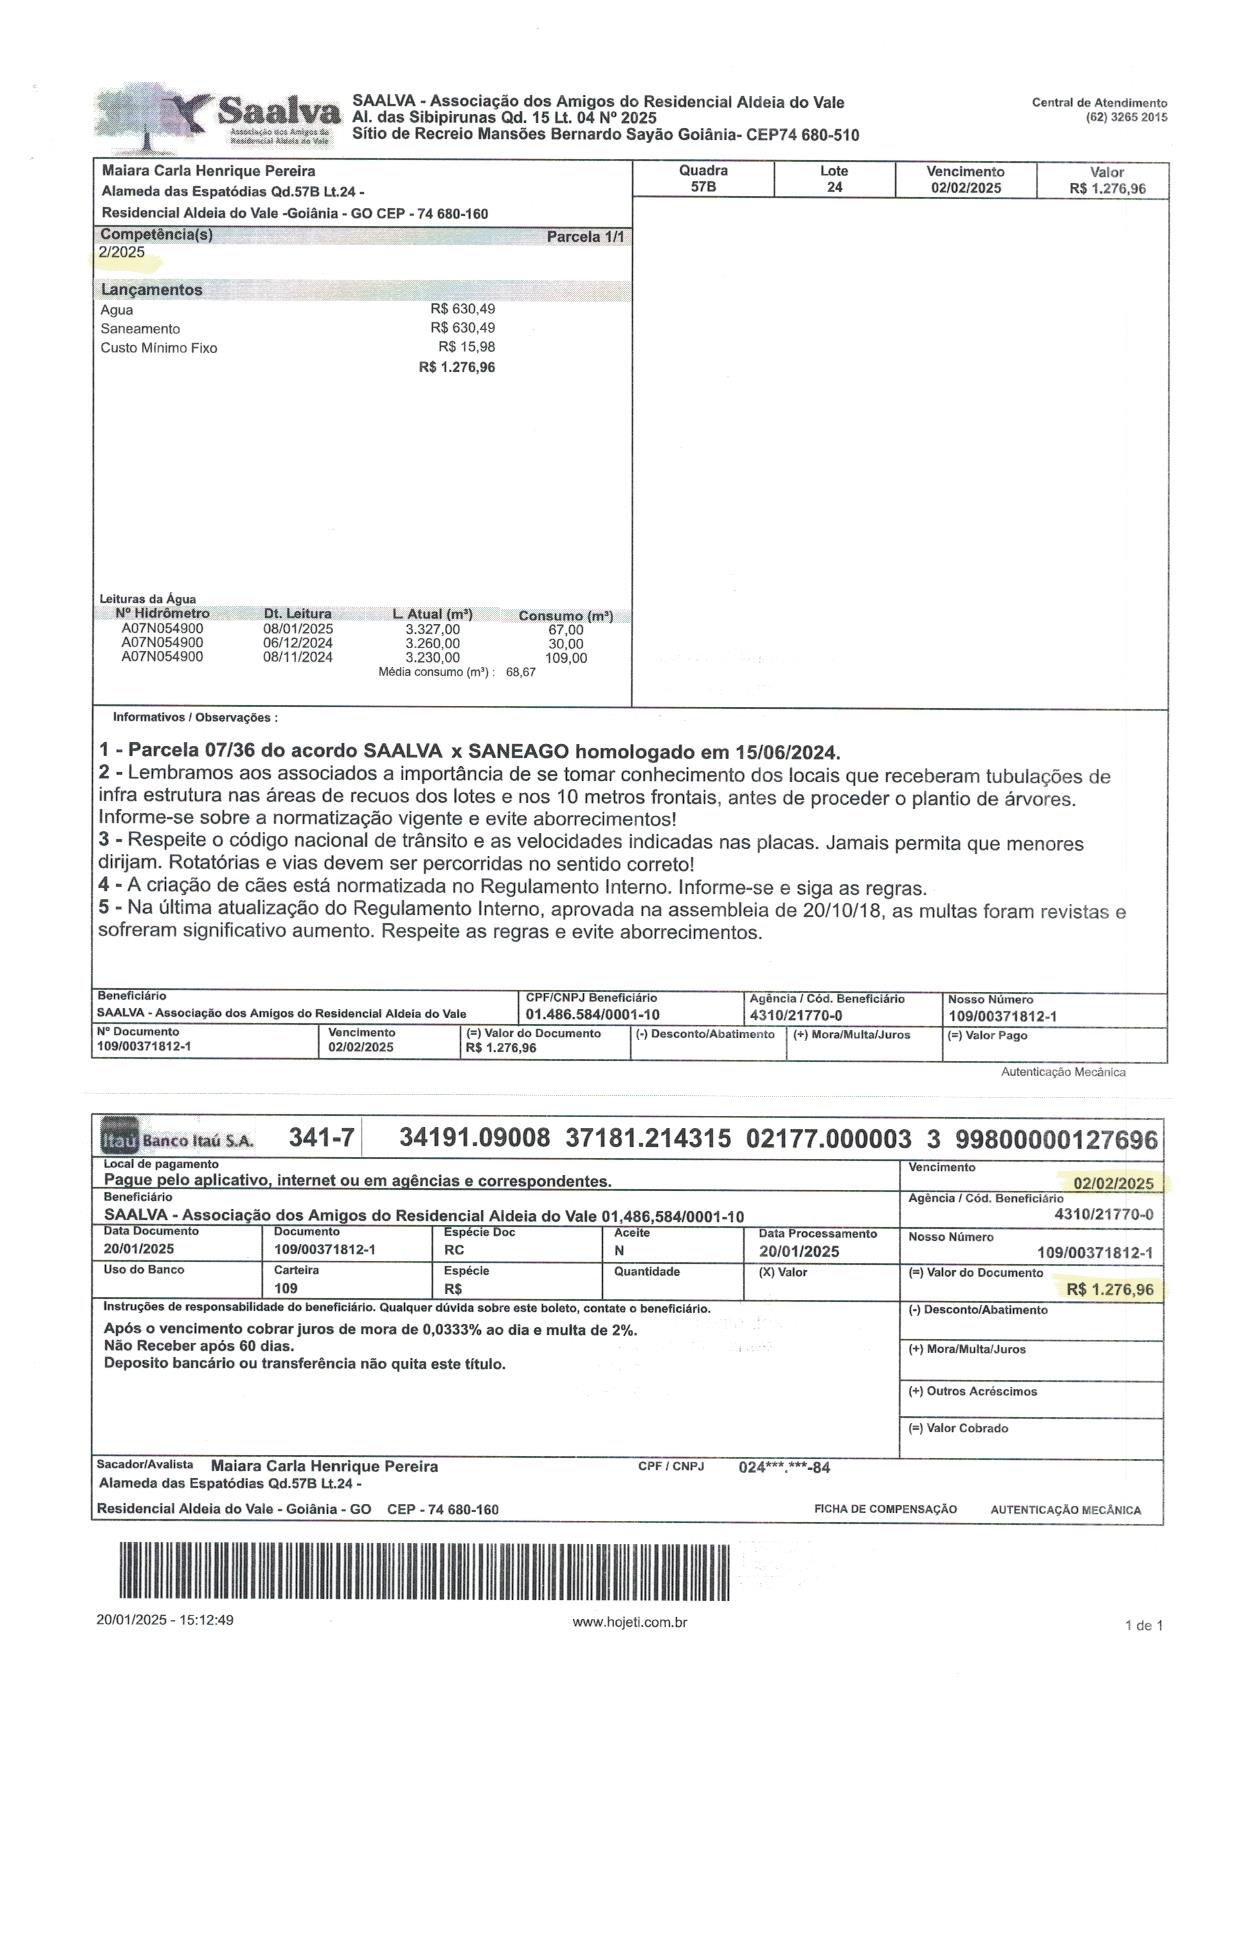 Saalva
Associação dos Amigos do
Residencial Aldeia do Vale
SAALVA - Associação dos Amigos do Residencial Aldeia do Vale
Al. das Sibipirunas Qd. 15 Lt. 04 Nº 2025
Sítio de Recreio Mansões Bernardo Sayão Goiânia- CEP74 680-510
Central de Atendimento
(62) 3265 2015
Maiara Carla Henrique Pereira
Alameda das Espatódias Qd.57B Lt.24 -
Residencial Aldeia do Vale -Goiânia - GO CEP - 74 680-160
Quadra Lote Vencimento Valor
57B 24 02/02/2025 R$ 1.276,96
Competência(s) Parcela 1/1
2/2025
Lançamentos
Agua R$ 630,49
Saneamento R$ 630,49
Custo Mínimo Fixo R$ 15,98
R$ 1.276,96
Leituras da Água
Nº Hidrômetro Dt. Leitura L. Atual (m³) Consumo (m³)
A07N054900 08/01/2025 3.327,00 67,00
A07N054900 06/12/2024 3.260,00 30,00
A07N054900 08/11/2024 3.230,00 109,00
Média consumo (m³) : 68,67
Informativos / Observações :
1 - Parcela 07/36 do acordo SAALVA x SANEAGO homologado em 15/06/2024.
2 - Lembramos aos associados a importância de se tomar conhecimento dos locais que receberam tubulações de
infra estrutura nas áreas de recuos dos lotes e nos 10 metros frontais, antes de proceder o plantio de árvores.
Informe-se sobre a normatização vigente e evite aborrecimentos!
3 - Respeite o código nacional de trânsito e as velocidades indicadas nas placas. Jamais permita que menores
dirijam. Rotatórias e vias devem ser percorridas no sentido correto!
4 - A criação de cães está normatizada no Regulamento Interno. Informe-se e siga as regras.
5 - Na última atualização do Regulamento Interno, aprovada na assembleia de 20/10/18, as multas foram revistas e
sofreram significativo aumento. Respeite as regras e evite aborrecimentos.
Beneficiário CPF/CNPJ Beneficiário Agência / Cód. Beneficiário Nosso Número
SAALVA - Associação dos Amigos do Residencial Aldeia do Vale 01.486.584/0001-10 4310/21770-0 109/00371812-1
Nº Documento Vencimento (=) Valor do Documento (-) Desconto/Abatimento (+) Mora/Multa/Juros (=) Valor Pago
109/00371812-1 02/02/2025 R$ 1.276,96
Autenticação Mecânica
Itaú Banco Itaú S.A. 341-7 34191.09008 37181.214315 02177.000003 3 99800000127696
Local de pagamento Vencimento
Pague pelo aplicativo, internet ou em agências e correspondentes. 02/02/2025
Beneficiário Agência / Cód. Beneficiário
SAALVA - Associação dos Amigos do Residencial Aldeia do Vale 01,486,584/0001-10 4310/21770-0
Data Documento Documento Espécie Doc Aceite Data Processamento Nosso Número
20/01/2025 109/00371812-1 RC N 20/01/2025 109/00371812-1
Uso do Banco Carteira Espécie Quantidade (X) Valor (=) Valor do Documento
109 R$ R$ 1.276,96
Instruções de responsabilidade do beneficiário. Qualquer dúvida sobre este boleto, contate o beneficiário.
(-) Desconto/Abatimento
Após o vencimento cobrar juros de mora de 0,0333% ao dia e multa de 2%.
Não Receber após 60 dias.
(+) Mora/Multa/Juros
Deposito bancário ou transferência não quita este título.
(+) Outros Acréscimos
(=) Valor Cobrado
Sacador/Avalista Maiara Carla Henrique Pereira CPF / CNPJ 024***.***-84
Alameda das Espatódias Qd.57B Lt.24 -
Residencial Aldeia do Vale - Goiânia - GO CEP - 74 680-160 FICHA DE COMPENSAÇÃO AUTENTICAÇÃO MECÂNICA
20/01/2025 - 15:12:49 www.hojeti.com.br 1 de 1